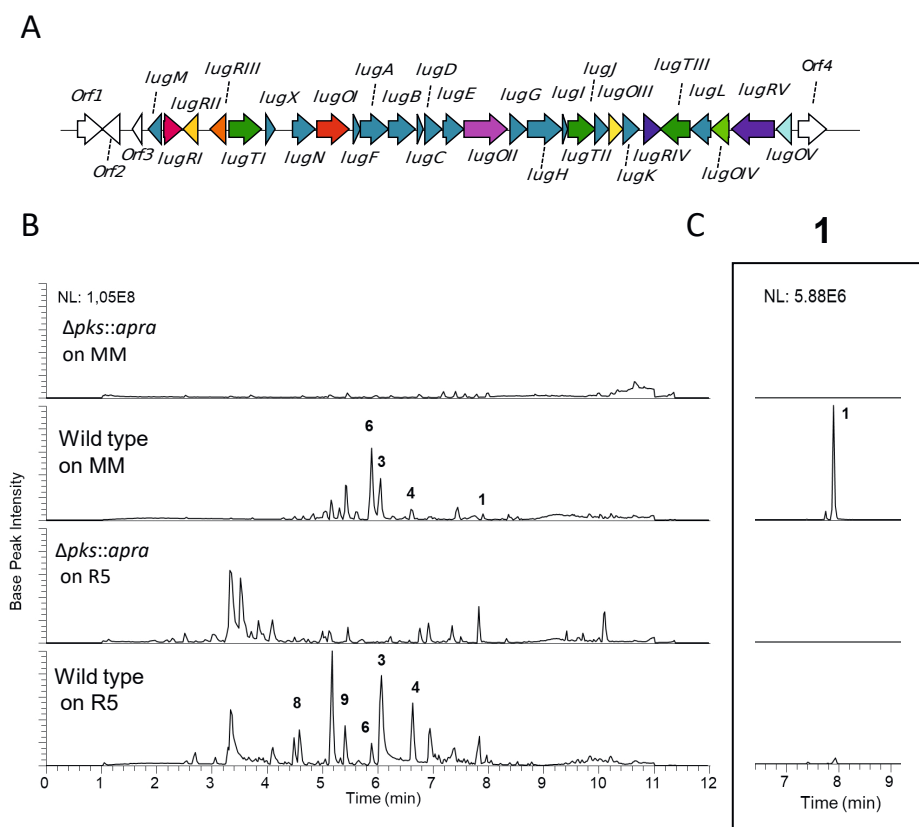 A
Orf1
lugM
lugRII
lugRIII
lugX
lugOI
lugA
lugB
lugD
lugE
lugG
lugI
lugJ
lugOIII
lugTIII
lugL
lugRV
Orf4
Orf2
Orf3
lugRI
lugTI
lugN
lugF
lugC
lugOII
lugH
lugTII
lugK
lugRIV
lugOIV
lugOV
B
NL: 1,05E8
Δpks::apra
on MM
Wild type
on MM
6
3
4
1
Δpks::apra
on R5
Wild type
on R5
8
9
6
3
4
Base Peak Intensity
0 1 2 3 4 5 6 7 8 9 10 11 12
Time (min)
C
1
NL: 5.88E6
1
7 8 9
Time (min)